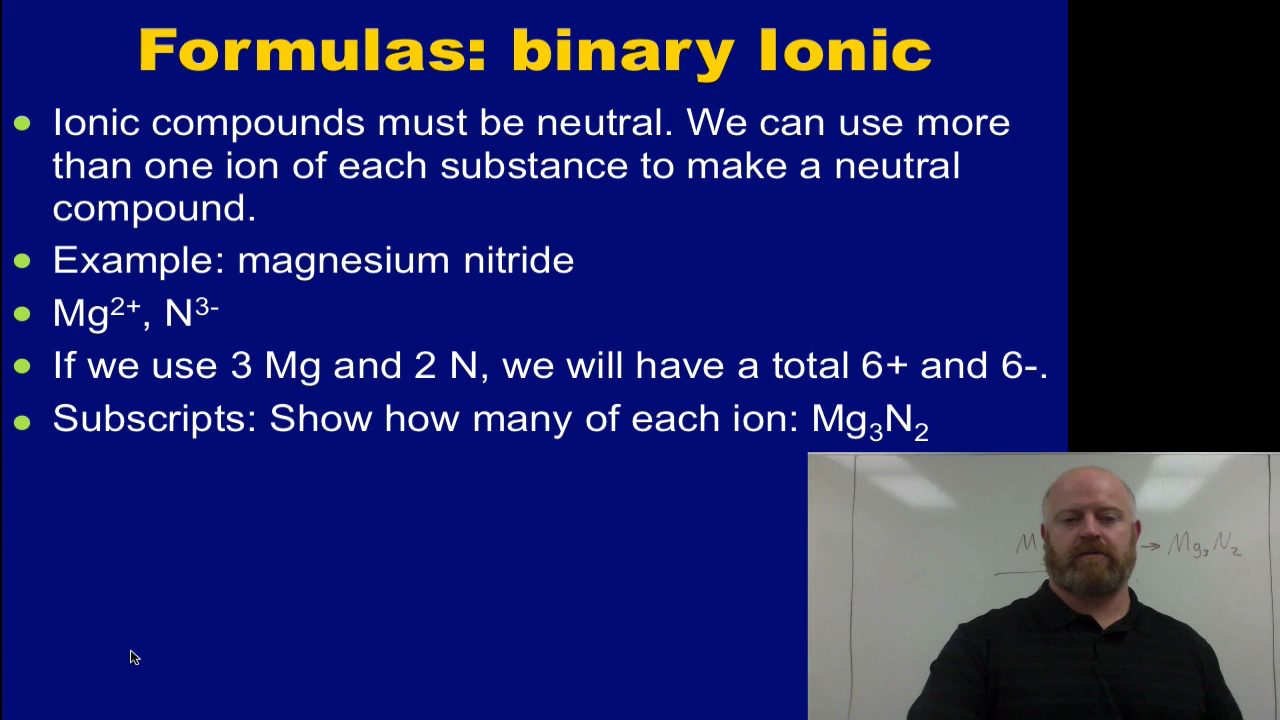 Formulas: binary Ionic
Ionic compounds must be neutral. We can use more
than one ion of each substance to make a neutral
compound.
Example: magnesium nitride
Mg²⁺, N³⁻
If we use 3 Mg and 2 N, we will have a total 6+ and 6-.
Subscripts: Show how many of each ion: Mg₃N₂
→ Mg₃N₂